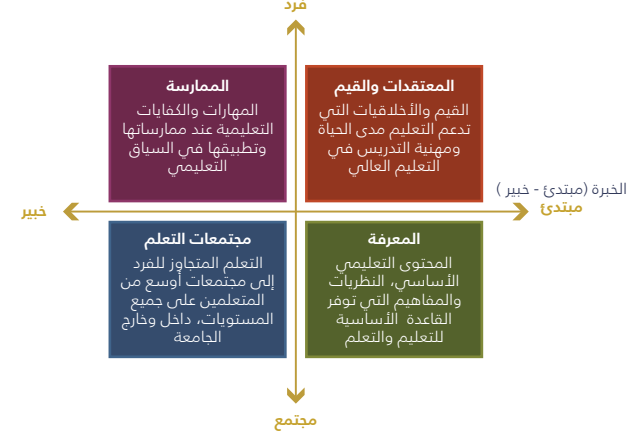 فرد
المعتقدات والقيم
القيم والأخلاقيات التي
تدعم التعليم مدى الحياة
ومهنية التدريس في
التعليم العالي
الممارسة
المهارات والكفايات
التعليمية عند ممارساتها
وتطبيقها في السياق
التعليمي
الخبرة (مبتدئ - خبير )
مبتدئ
خبير
المعرفة
المحتوى التعليمي
الأساسي، النظريات
والمفاهيم التي توفر
القاعدة الأساسية
للتعليم والتعلم
مجتمعات التعلم
التعلم المتجاوز للفرد
إلى مجتمعات أوسع من
المتعلمين على جميع
المستويات، داخل وخارج
الجامعة
مجتمع